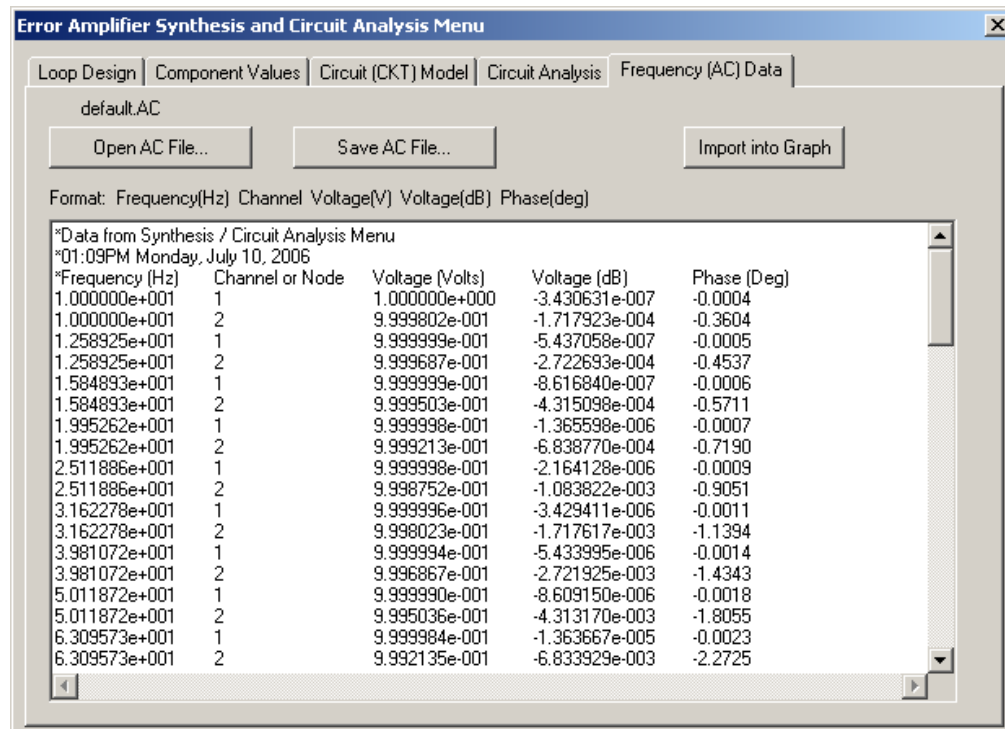 Error Amplifier Synthesis and Circuit Analysis Menu
Loop Design Component Values Circuit (CKT) Model Circuit Analysis Frequency (AC) Data
default.AC
Open AC File... Save AC File... Import into Graph
Format: Frequency(Hz) Channel Voltage(V) Voltage(dB) Phase(deg)
*Data from Synthesis / Circuit Analysis Menu
*01:09PM Monday, July 10, 2006
*Frequency (Hz) Channel or Node Voltage (Volts) Voltage (dB) Phase (Deg)
1.000000e+001 1 1.000000e+000 -3.430631e-007 -0.0004
1.000000e+001 2 9.999802e-001 -1.717923e-004 -0.3604
1.258925e+001 1 9.999999e-001 -5.437058e-007 -0.0005
1.258925e+001 2 9.999687e-001 -2.722693e-004 -0.4537
1.584893e+001 1 9.999999e-001 -8.616840e-007 -0.0006
1.584893e+001 2 9.999503e-001 -4.315098e-004 -0.5711
1.995262e+001 1 9.999998e-001 -1.365598e-006 -0.0007
1.995262e+001 2 9.999213e-001 -6.838770e-004 -0.7190
2.511886e+001 1 9.999998e-001 -2.164128e-006 -0.0009
2.511886e+001 2 9.998752e-001 -1.083822e-003 -0.9051
3.162278e+001 1 9.999996e-001 -3.429411e-006 -0.0011
3.162278e+001 2 9.998023e-001 -1.717617e-003 -1.1394
3.981072e+001 1 9.999994e-001 -5.433995e-006 -0.0014
3.981072e+001 2 9.996867e-001 -2.721925e-003 -1.4343
5.011872e+001 1 9.999990e-001 -8.609150e-006 -0.0018
5.011872e+001 2 9.995036e-001 -4.313170e-003 -1.8055
6.309573e+001 1 9.999984e-001 -1.363667e-005 -0.0023
6.309573e+001 2 9.992135e-001 -6.833929e-003 -2.2725